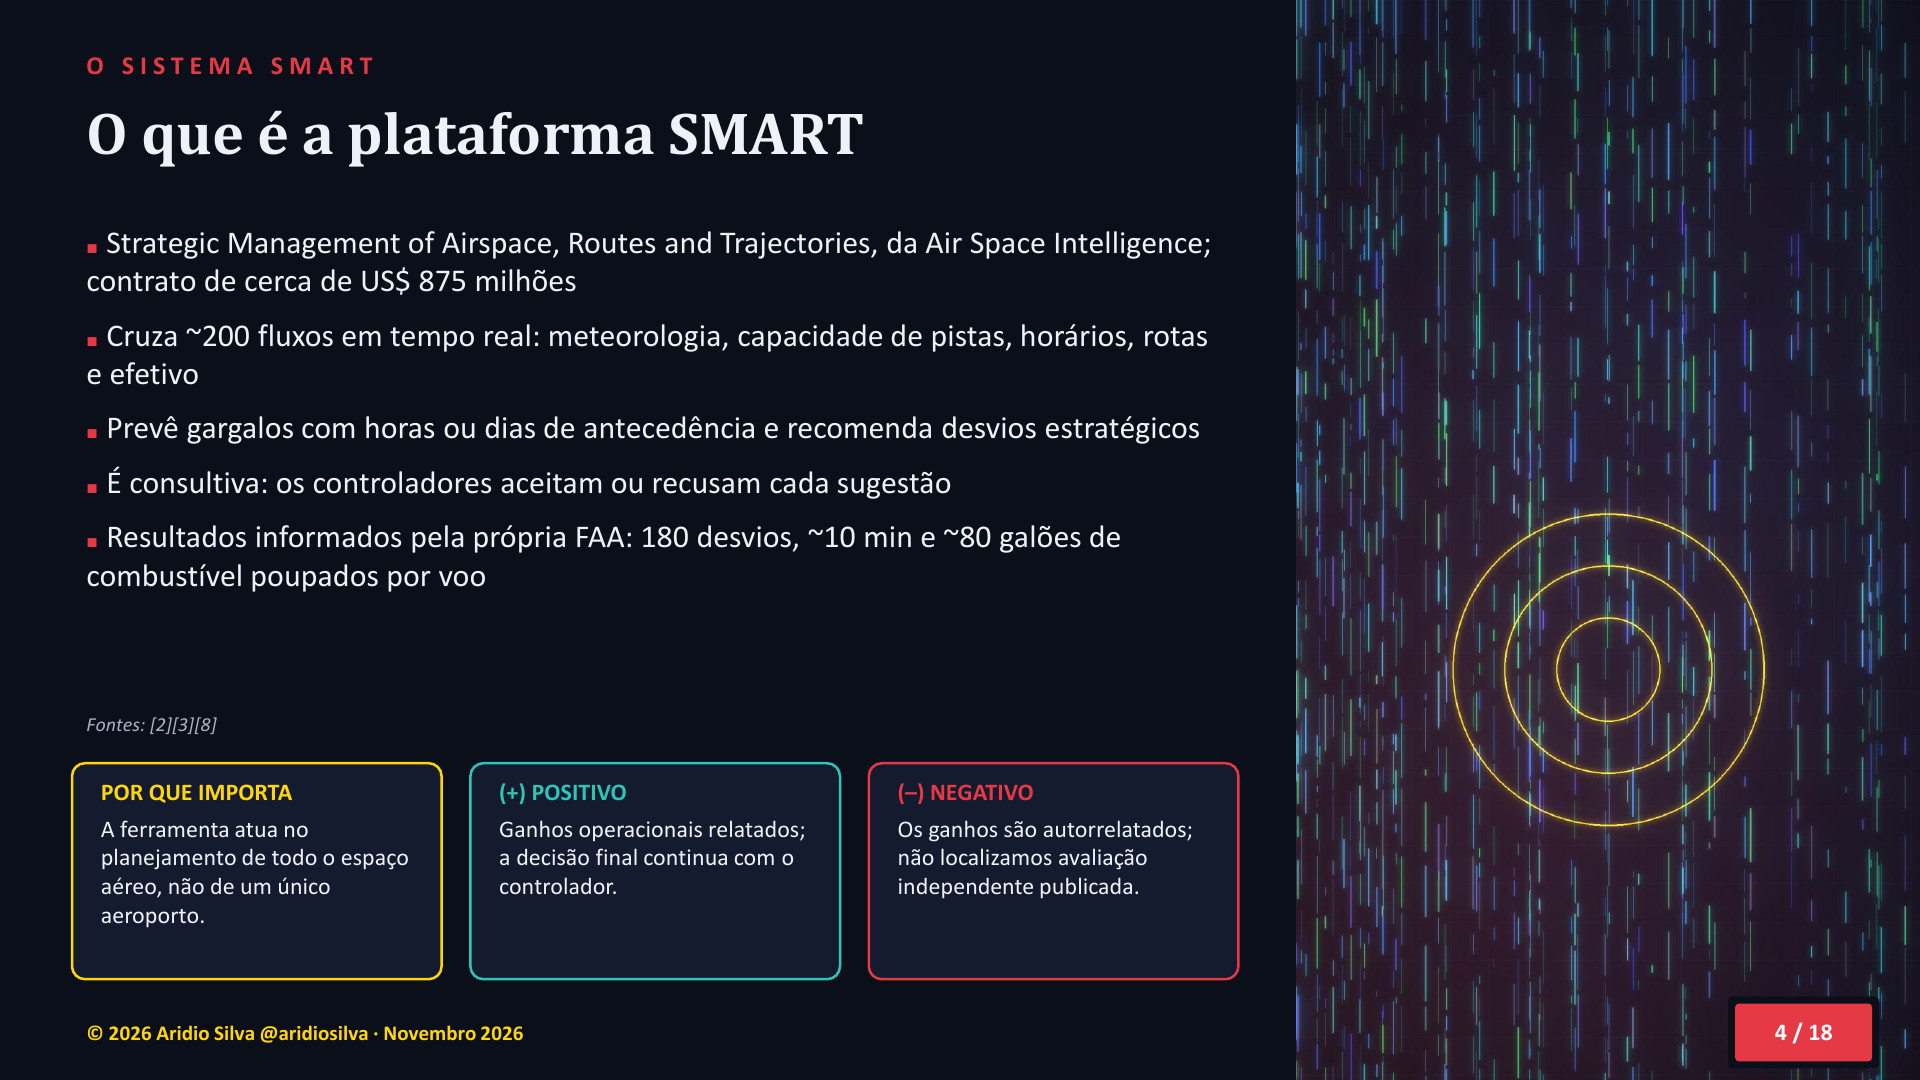 O SISTEMA SMART
O que é a plataforma SMART
▪ Strategic Management of Airspace, Routes and Trajectories, da Air Space Intelligence;
contrato de cerca de US$ 875 milhões
▪ Cruza ~200 fluxos em tempo real: meteorologia, capacidade de pistas, horários, rotas
e efetivo
▪ Prevê gargalos com horas ou dias de antecedência e recomenda desvios estratégicos
▪ É consultiva: os controladores aceitam ou recusam cada sugestão
▪ Resultados informados pela própria FAA: 180 desvios, ~10 min e ~80 galões de
combustível poupados por voo
Fontes: [2][3][8]
POR QUE IMPORTA
A ferramenta atua no
planejamento de todo o espaço
aéreo, não de um único
aeroporto.
(+) POSITIVO
Ganhos operacionais relatados;
a decisão final continua com o
controlador.
(–) NEGATIVO
Os ganhos são autorrelatados;
não localizamos avaliação
independente publicada.
© 2026 Aridio Silva @aridiosilva · Novembro 2026
4 / 18